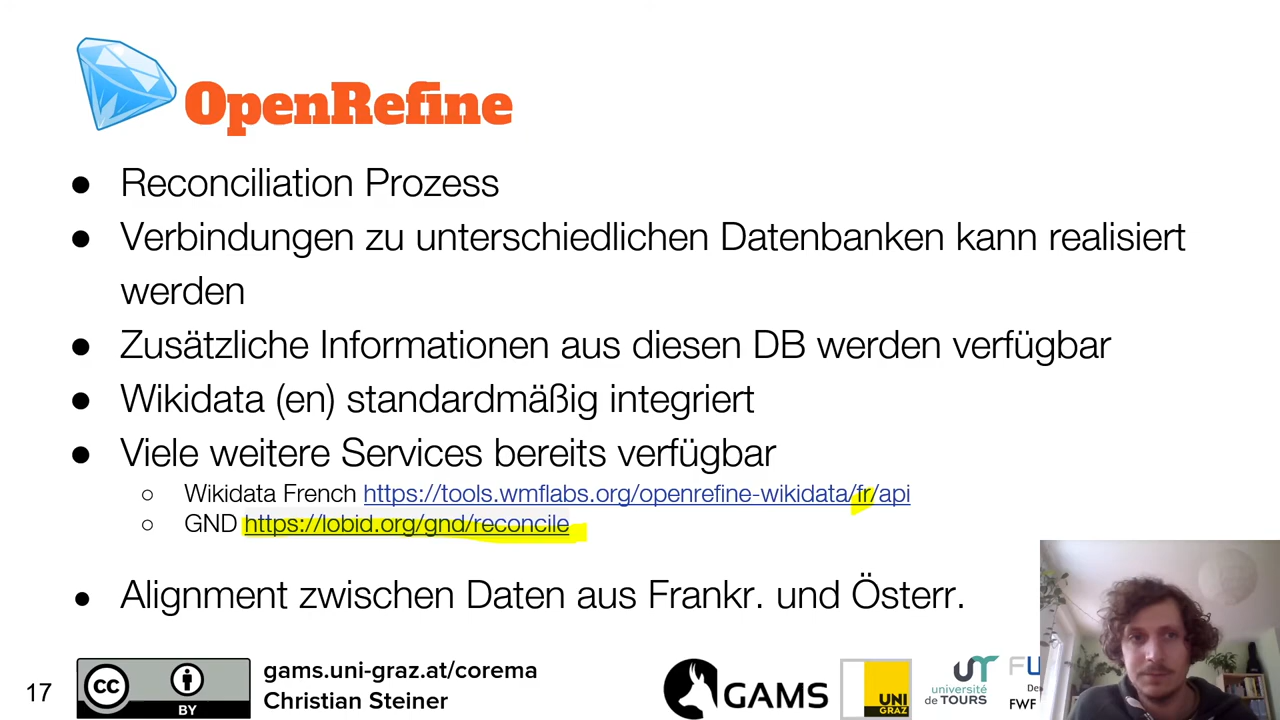 OpenRefine
● Reconciliation Prozess
● Verbindungen zu unterschiedlichen Datenbanken kann realisiert
werden
● Zusätzliche Informationen aus diesen DB werden verfügbar
● Wikidata (en) standardmäßig integriert
● Viele weitere Services bereits verfügbar
○ Wikidata French https://tools.wmflabs.org/openrefine-wikidata/fr/api
○ GND https://lobid.org/gnd/reconcile
● Alignment zwischen Daten aus Frankr. und Österr.
17
cc
BY
gams.uni-graz.at/corema
Christian Steiner
GAMS
UNI
GRAZ
université
de TOURS
FWF